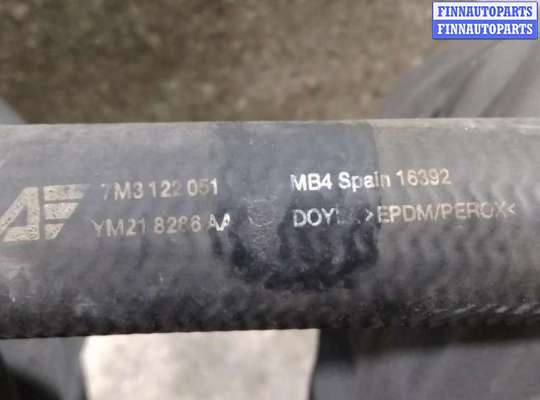 FINNAUTOPARTS
FINNAUTOPARTS
7M3 122 051
YM21 8286 AA
MB4 Spain 16392
>EPDM/PEROX<